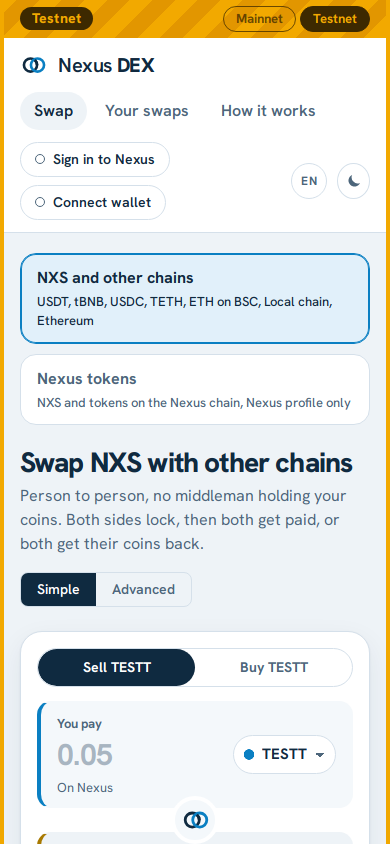 Testnet
Mainnet
Testnet
Nexus DEX
Swap
Your swaps
How it works
Sign in to Nexus
Connect wallet
EN
NXS and other chains
USDT, tBNB, USDC, TETH, ETH on BSC, Local chain,
Ethereum
Nexus tokens
NXS and tokens on the Nexus chain, Nexus profile only
Swap NXS with other chains
Person to person, no middleman holding your
coins. Both sides lock, then both get paid, or
both get their coins back.
Simple
Advanced
Sell TESTT
Buy TESTT
You pay
0.05
TESTT
On Nexus